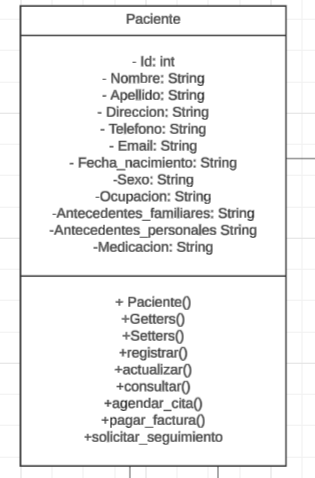 Paciente
- Id: int
- Nombre: String
- Apellido: String
- Direccion: String
- Telefono: String
- Email: String
- Fecha_nacimiento: String
-Sexo: String
-Ocupacion: String
-Antecedentes_familiares: String
-Antecedentes_personales String
-Medicacion: String
+ Paciente()
+Getters()
+Setters()
+registrar()
+actualizar()
+consultar()
+agendar_cita()
+pagar_factura()
+solicitar_seguimiento